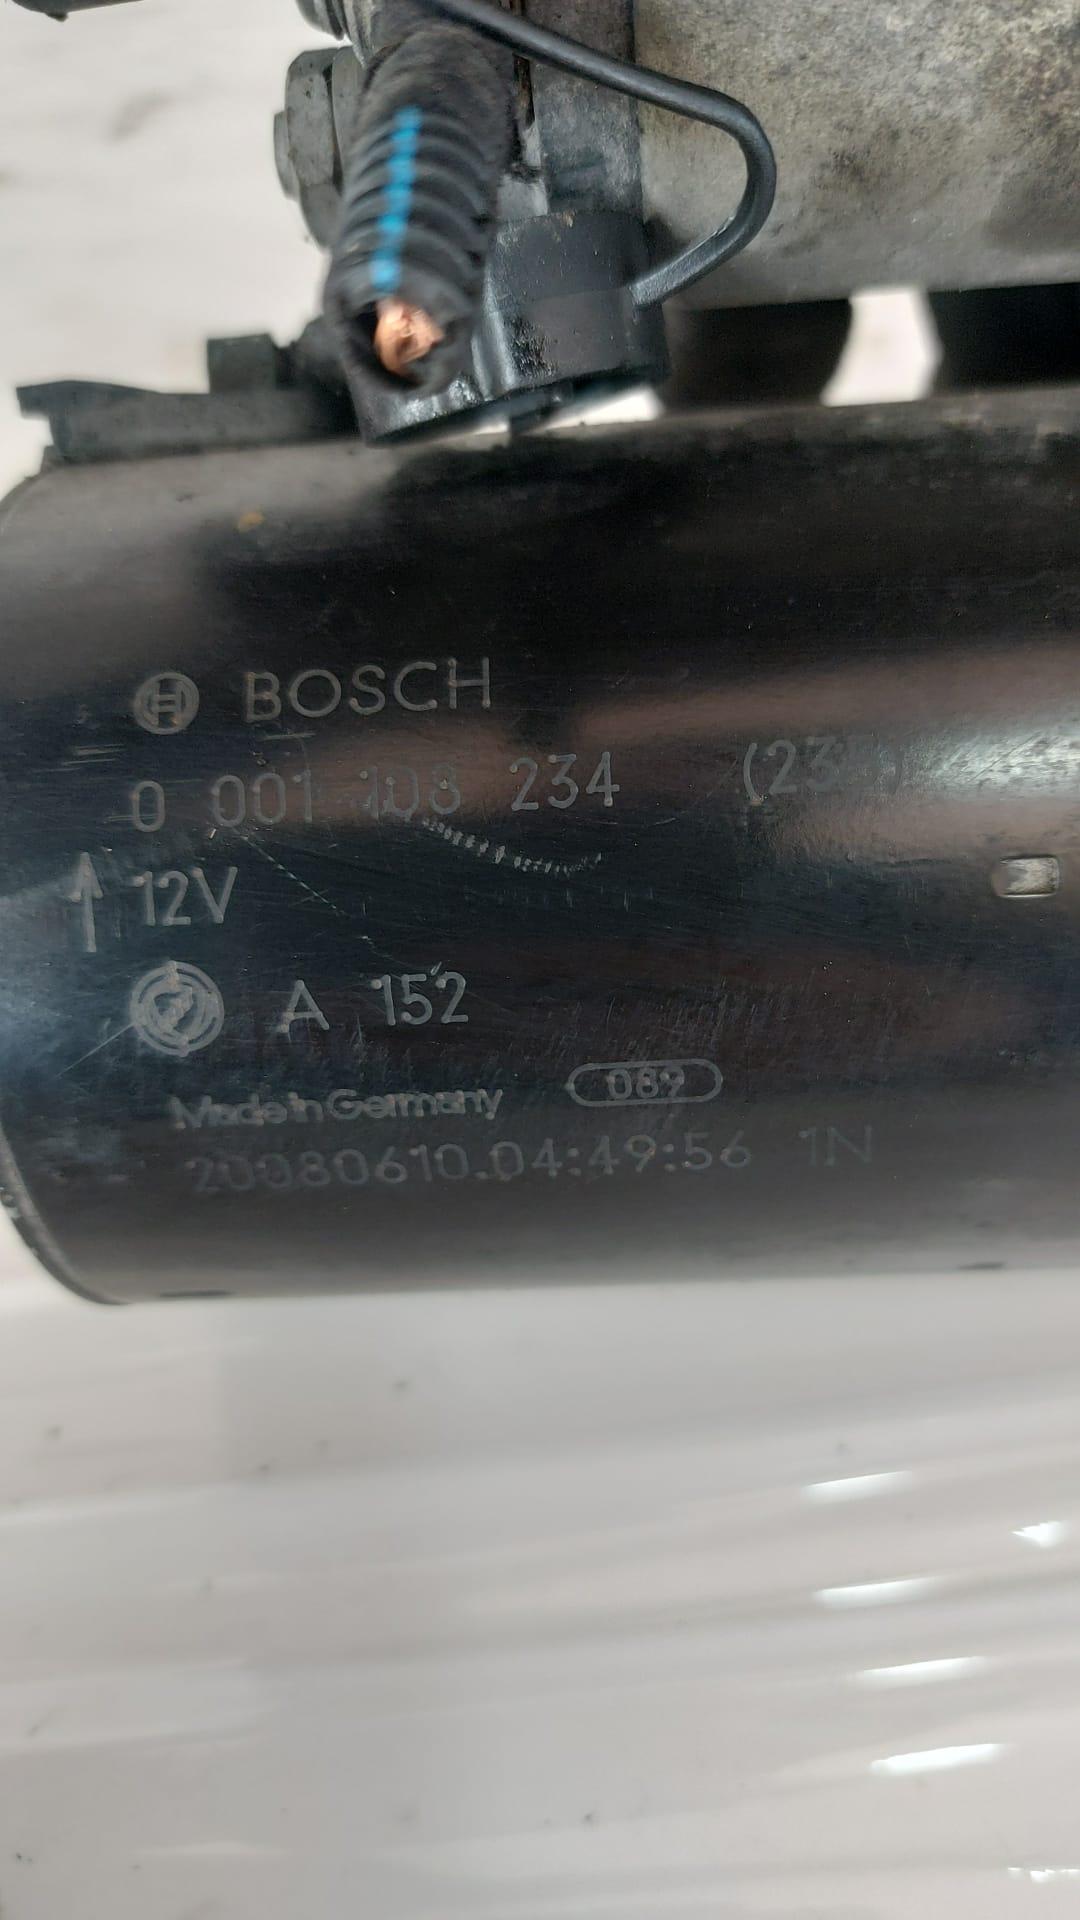 BOSCH
0 001 108 234
12V
A 152
Made in Germany 089
20080610.04:49:56 1N